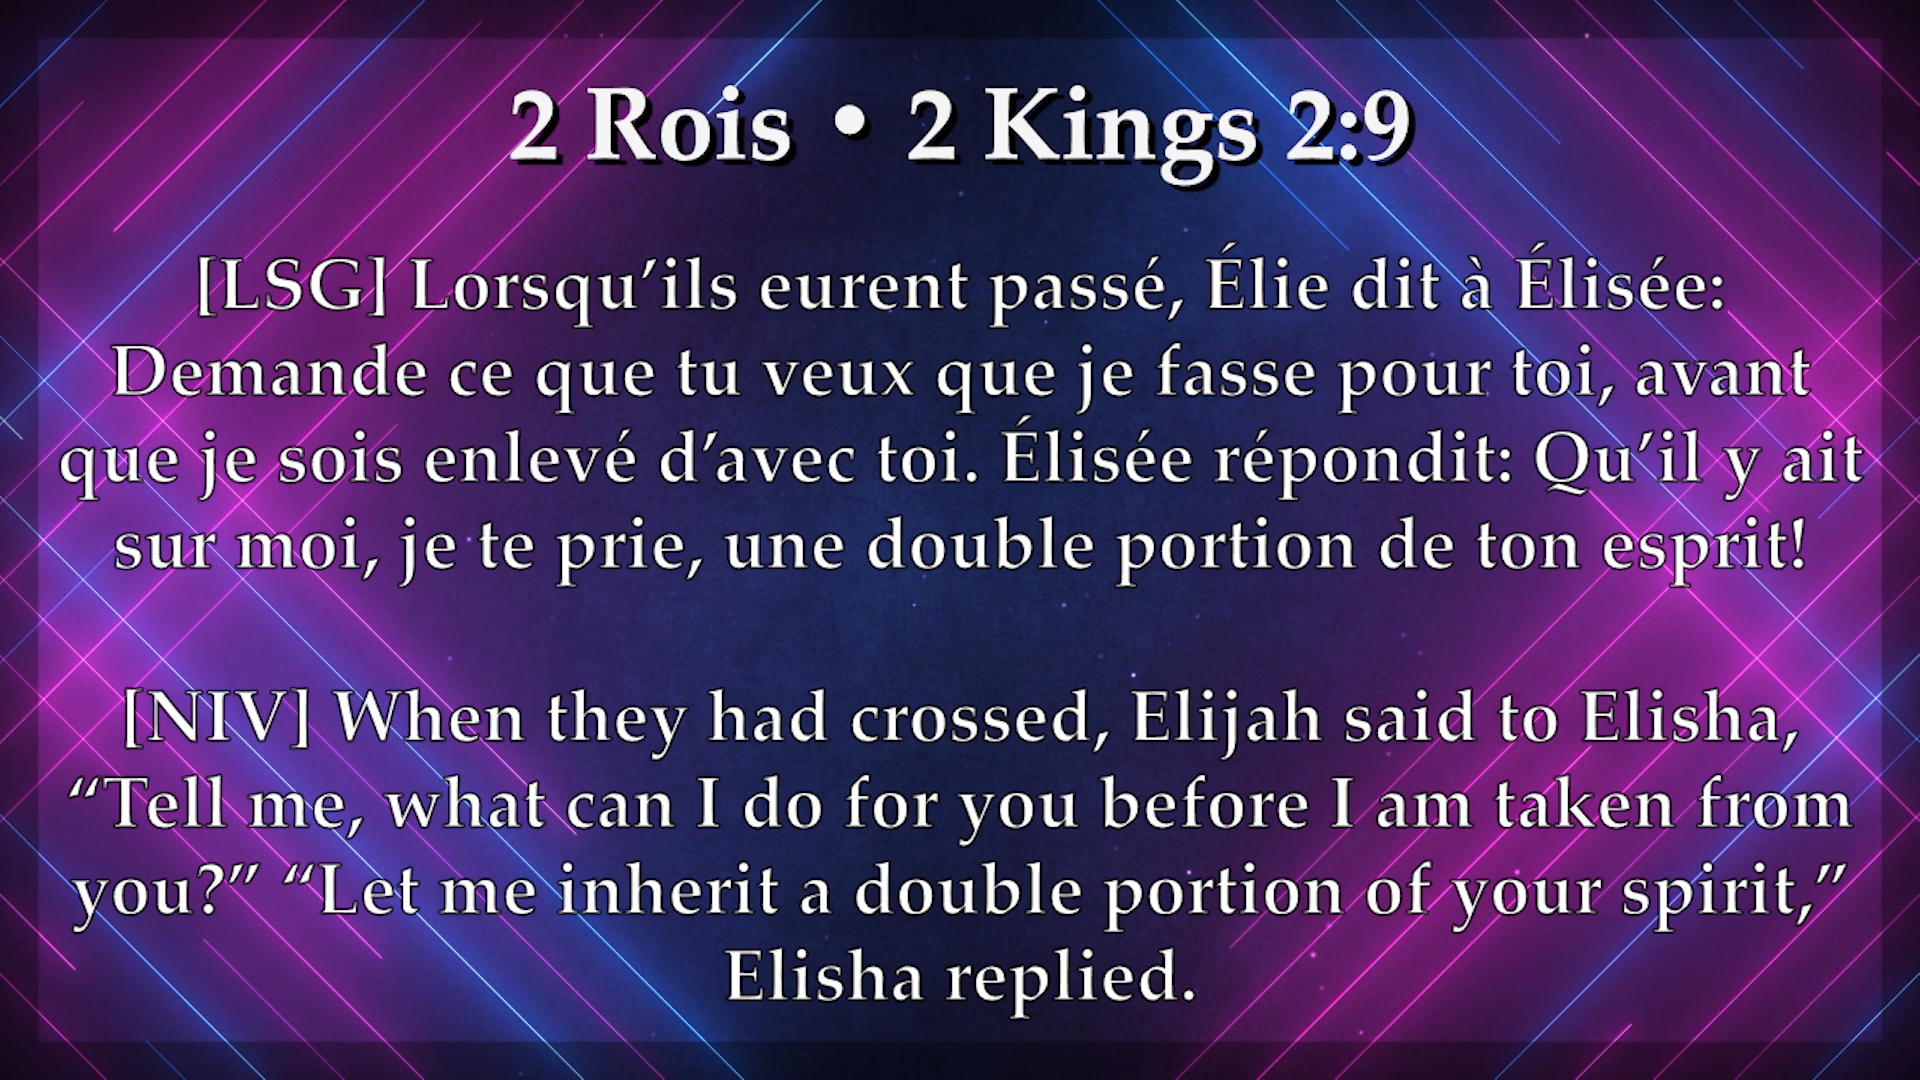 2 Rois • 2 Kings 2:9
[LSG] Lorsqu’ils eurent passé, Élie dit à Élisée:
Demande ce que tu veux que je fasse pour toi, avant
que je sois enlevé d’avec toi. Élisée répondit: Qu’il y ait
sur moi, je te prie, une double portion de ton esprit!
[NIV] When they had crossed, Elijah said to Elisha,
“Tell me, what can I do for you before I am taken from
you?” “Let me inherit a double portion of your spirit,”
Elisha replied.